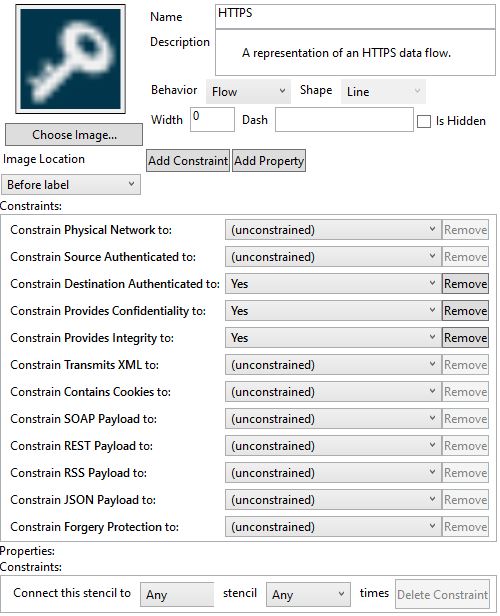 Name HTTPS
Description A representation of an HTTPS data flow.
Behavior Flow Shape Line
Width 0 Dash Is Hidden
Choose Image...
Image Location Add Constraint Add Property
Before label
Constraints:
Constrain Physical Network to: (unconstrained) Remove
Constrain Source Authenticated to: (unconstrained) Remove
Constrain Destination Authenticated to: Yes Remove
Constrain Provides Confidentiality to: Yes Remove
Constrain Provides Integrity to: Yes Remove
Constrain Transmits XML to: (unconstrained) Remove
Constrain Contains Cookies to: (unconstrained) Remove
Constrain SOAP Payload to: (unconstrained) Remove
Constrain REST Payload to: (unconstrained) Remove
Constrain RSS Payload to: (unconstrained) Remove
Constrain JSON Payload to: (unconstrained) Remove
Constrain Forgery Protection to: (unconstrained) Remove
Properties:
Constraints:
Connect this stencil to Any stencil Any times Delete Constraint